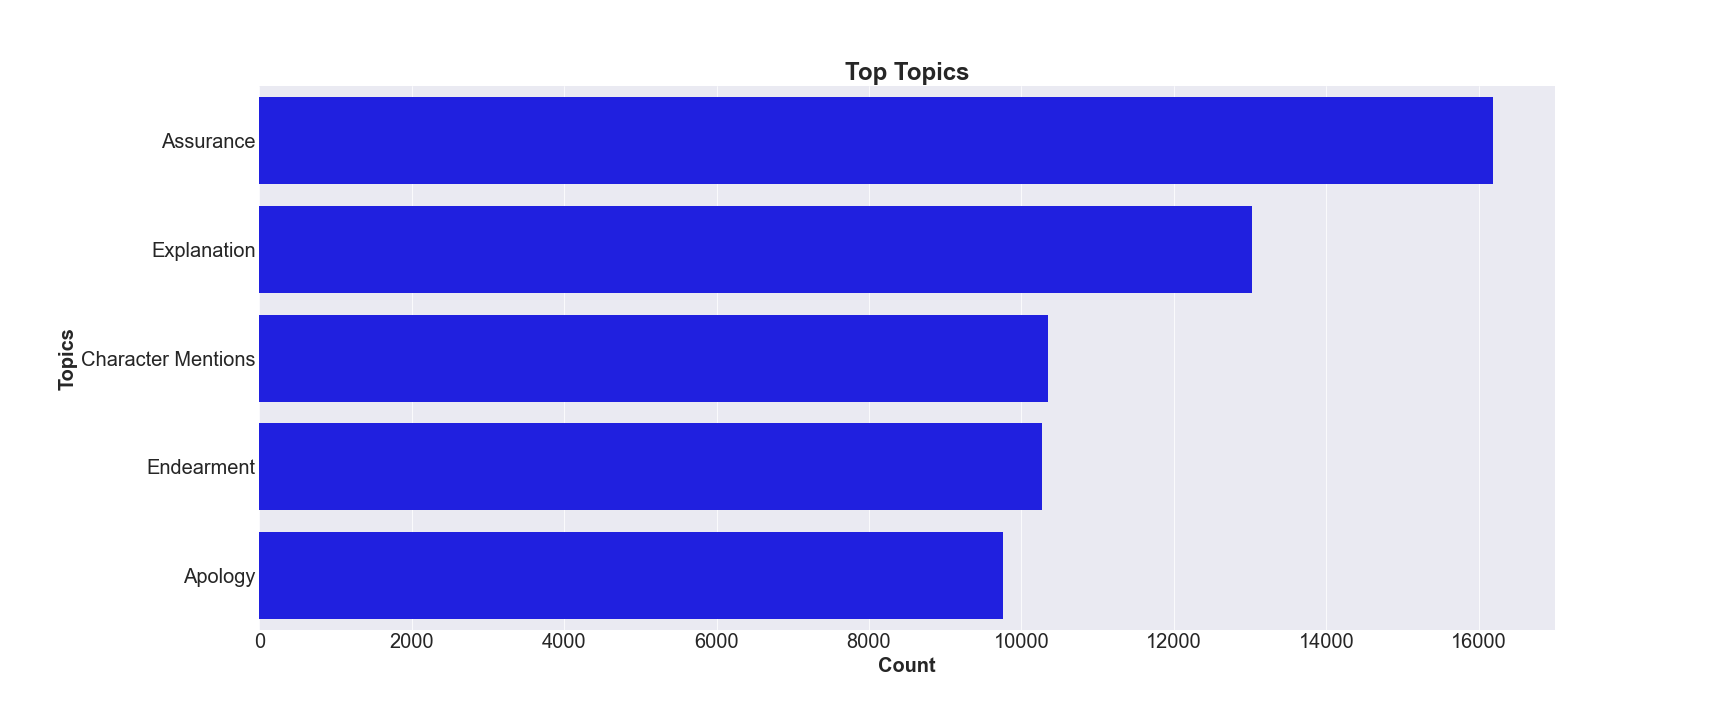 Top Topics
Assurance
Explanation
Character Mentions
Endearment
Apology
Topics
0 2000 4000 6000 8000 10000 12000 14000 16000
Count